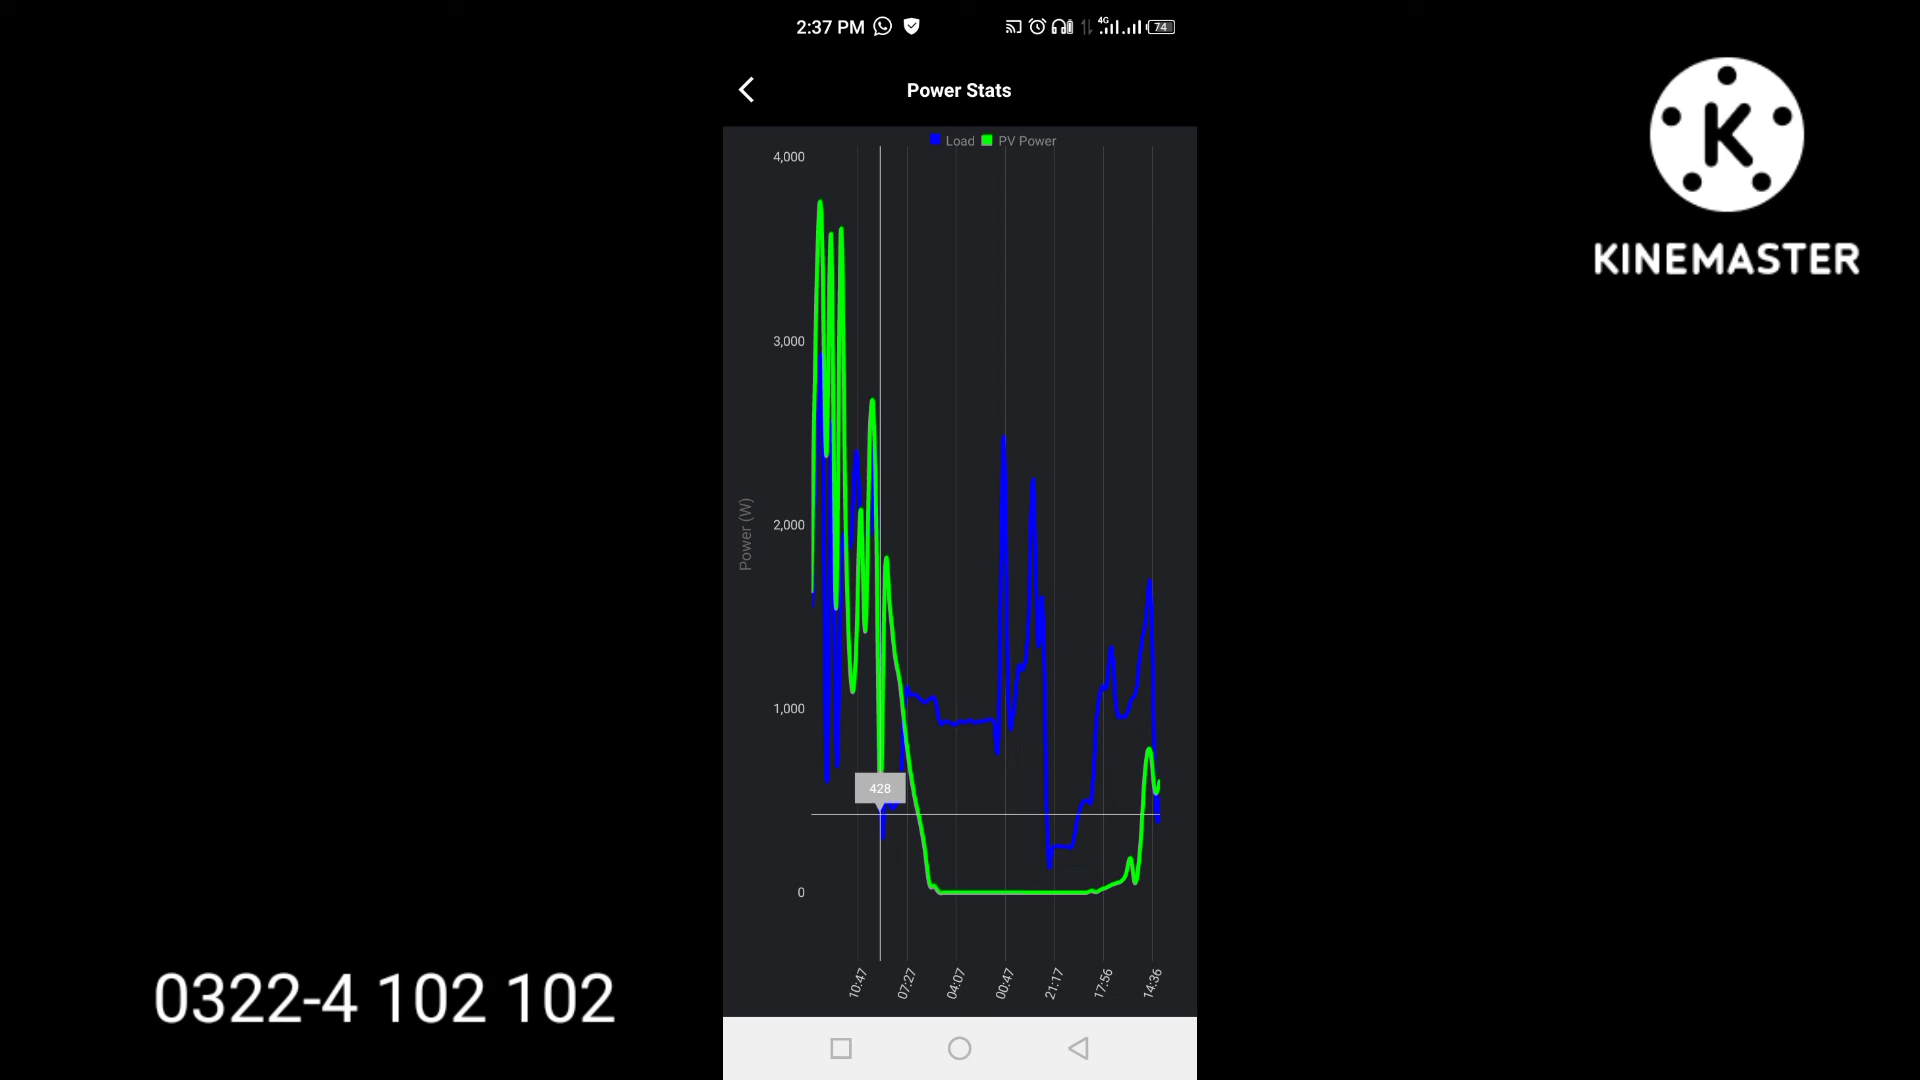 2:37 PM
4G
74
Power Stats
Load PV Power
4,000
3,000
2,000
1,000
0
Power (W)
428
10:47 07:27 04:07 00:47 21:17 17:56 14:36
K
KINEMASTER
0322-4 102 102